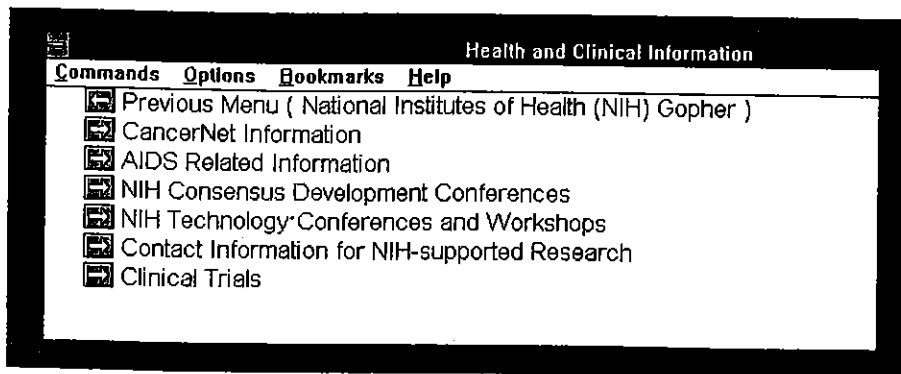 Health and Clinical Information
Commands Options Bookmarks Help
Previous Menu ( National Institutes of Health (NIH) Gopher )
CancerNet Information
AIDS Related Information
NIH Consensus Development Conferences
NIH Technology Conferences and Workshops
Contact Information for NIH-supported Research
Clinical Trials